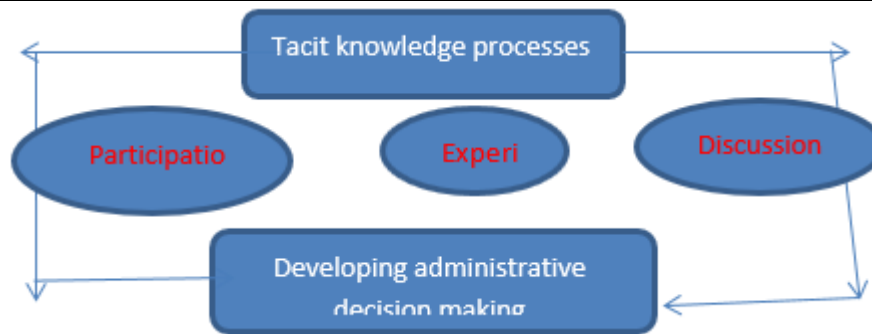 Tacit knowledge processes
Participatio
Experi
Discussion
Developing administrative
decision making